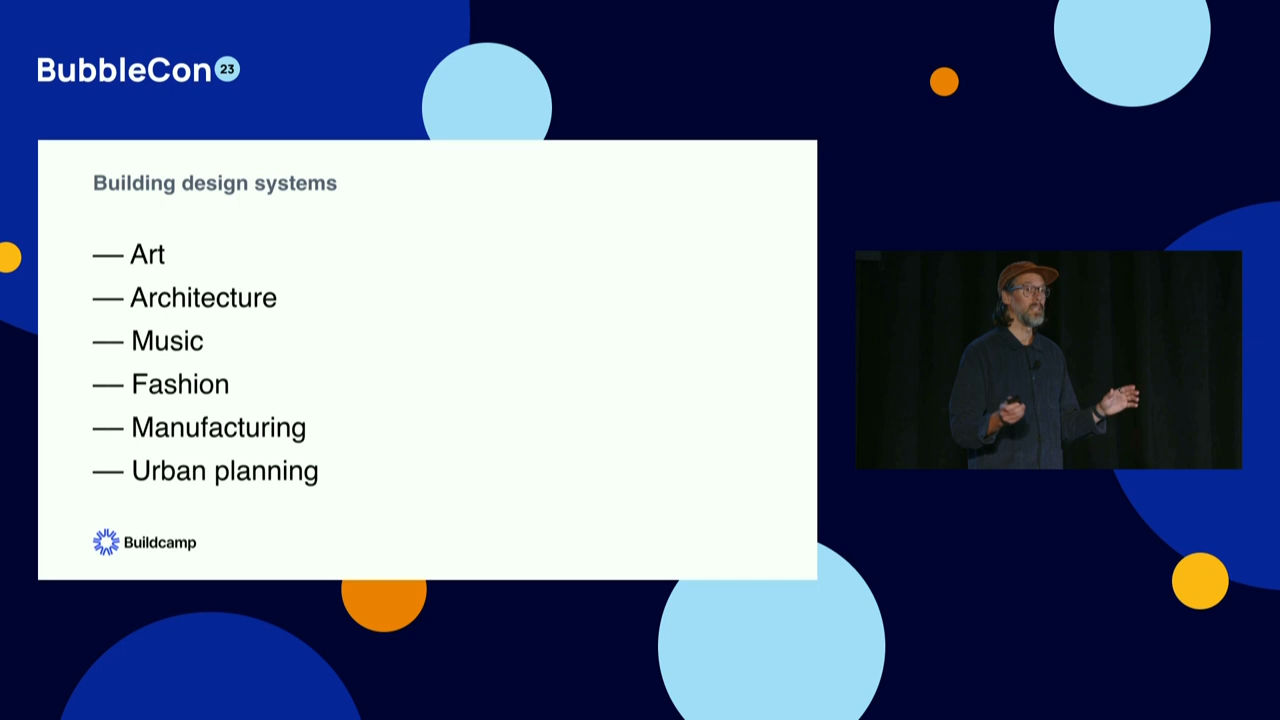 BubbleCon 23
Building design systems
— Art
— Architecture
— Music
— Fashion
— Manufacturing
— Urban planning
Buildcamp